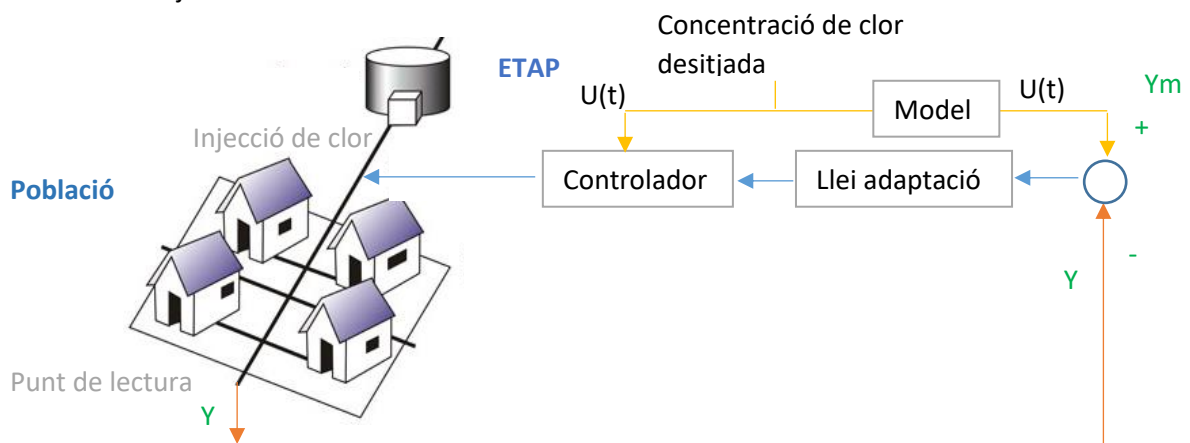 Concentració de clor
desitjada
ETAP
U(t)
U(t)
Ym
Model
+
Injecció de clor
Controlador
Llei adaptació
Població
-
Y
Punt de lectura
Y